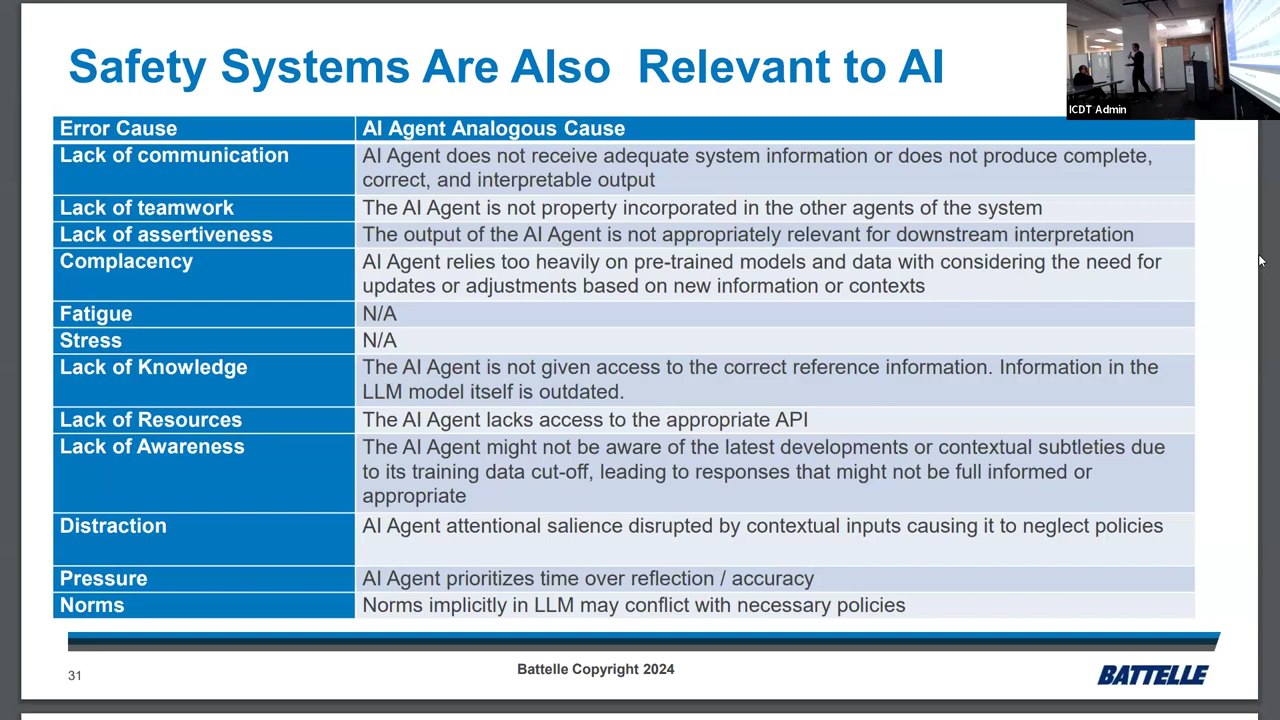 Safety Systems Are Also Relevant to AI
ICDT Admin
Error Cause
AI Agent Analogous Cause
Lack of communication
AI Agent does not receive adequate system information or does not produce complete,
correct, and interpretable output
Lack of teamwork
The AI Agent is not property incorporated in the other agents of the system
Lack of assertiveness
The output of the AI Agent is not appropriately relevant for downstream interpretation
Complacency
AI Agent relies too heavily on pre-trained models and data with considering the need for
updates or adjustments based on new information or contexts
Fatigue
N/A
Stress
N/A
Lack of Knowledge
The AI Agent is not given access to the correct reference information. Information in the
LLM model itself is outdated.
Lack of Resources
The AI Agent lacks access to the appropriate API
Lack of Awareness
The AI Agent might not be aware of the latest developments or contextual subtleties due
to its training data cut-off, leading to responses that might not be full informed or
appropriate
Distraction
AI Agent attentional salience disrupted by contextual inputs causing it to neglect policies
Pressure
AI Agent prioritizes time over reflection / accuracy
Norms
Norms implicitly in LLM may conflict with necessary policies
31
Battelle Copyright 2024
BATTELLE